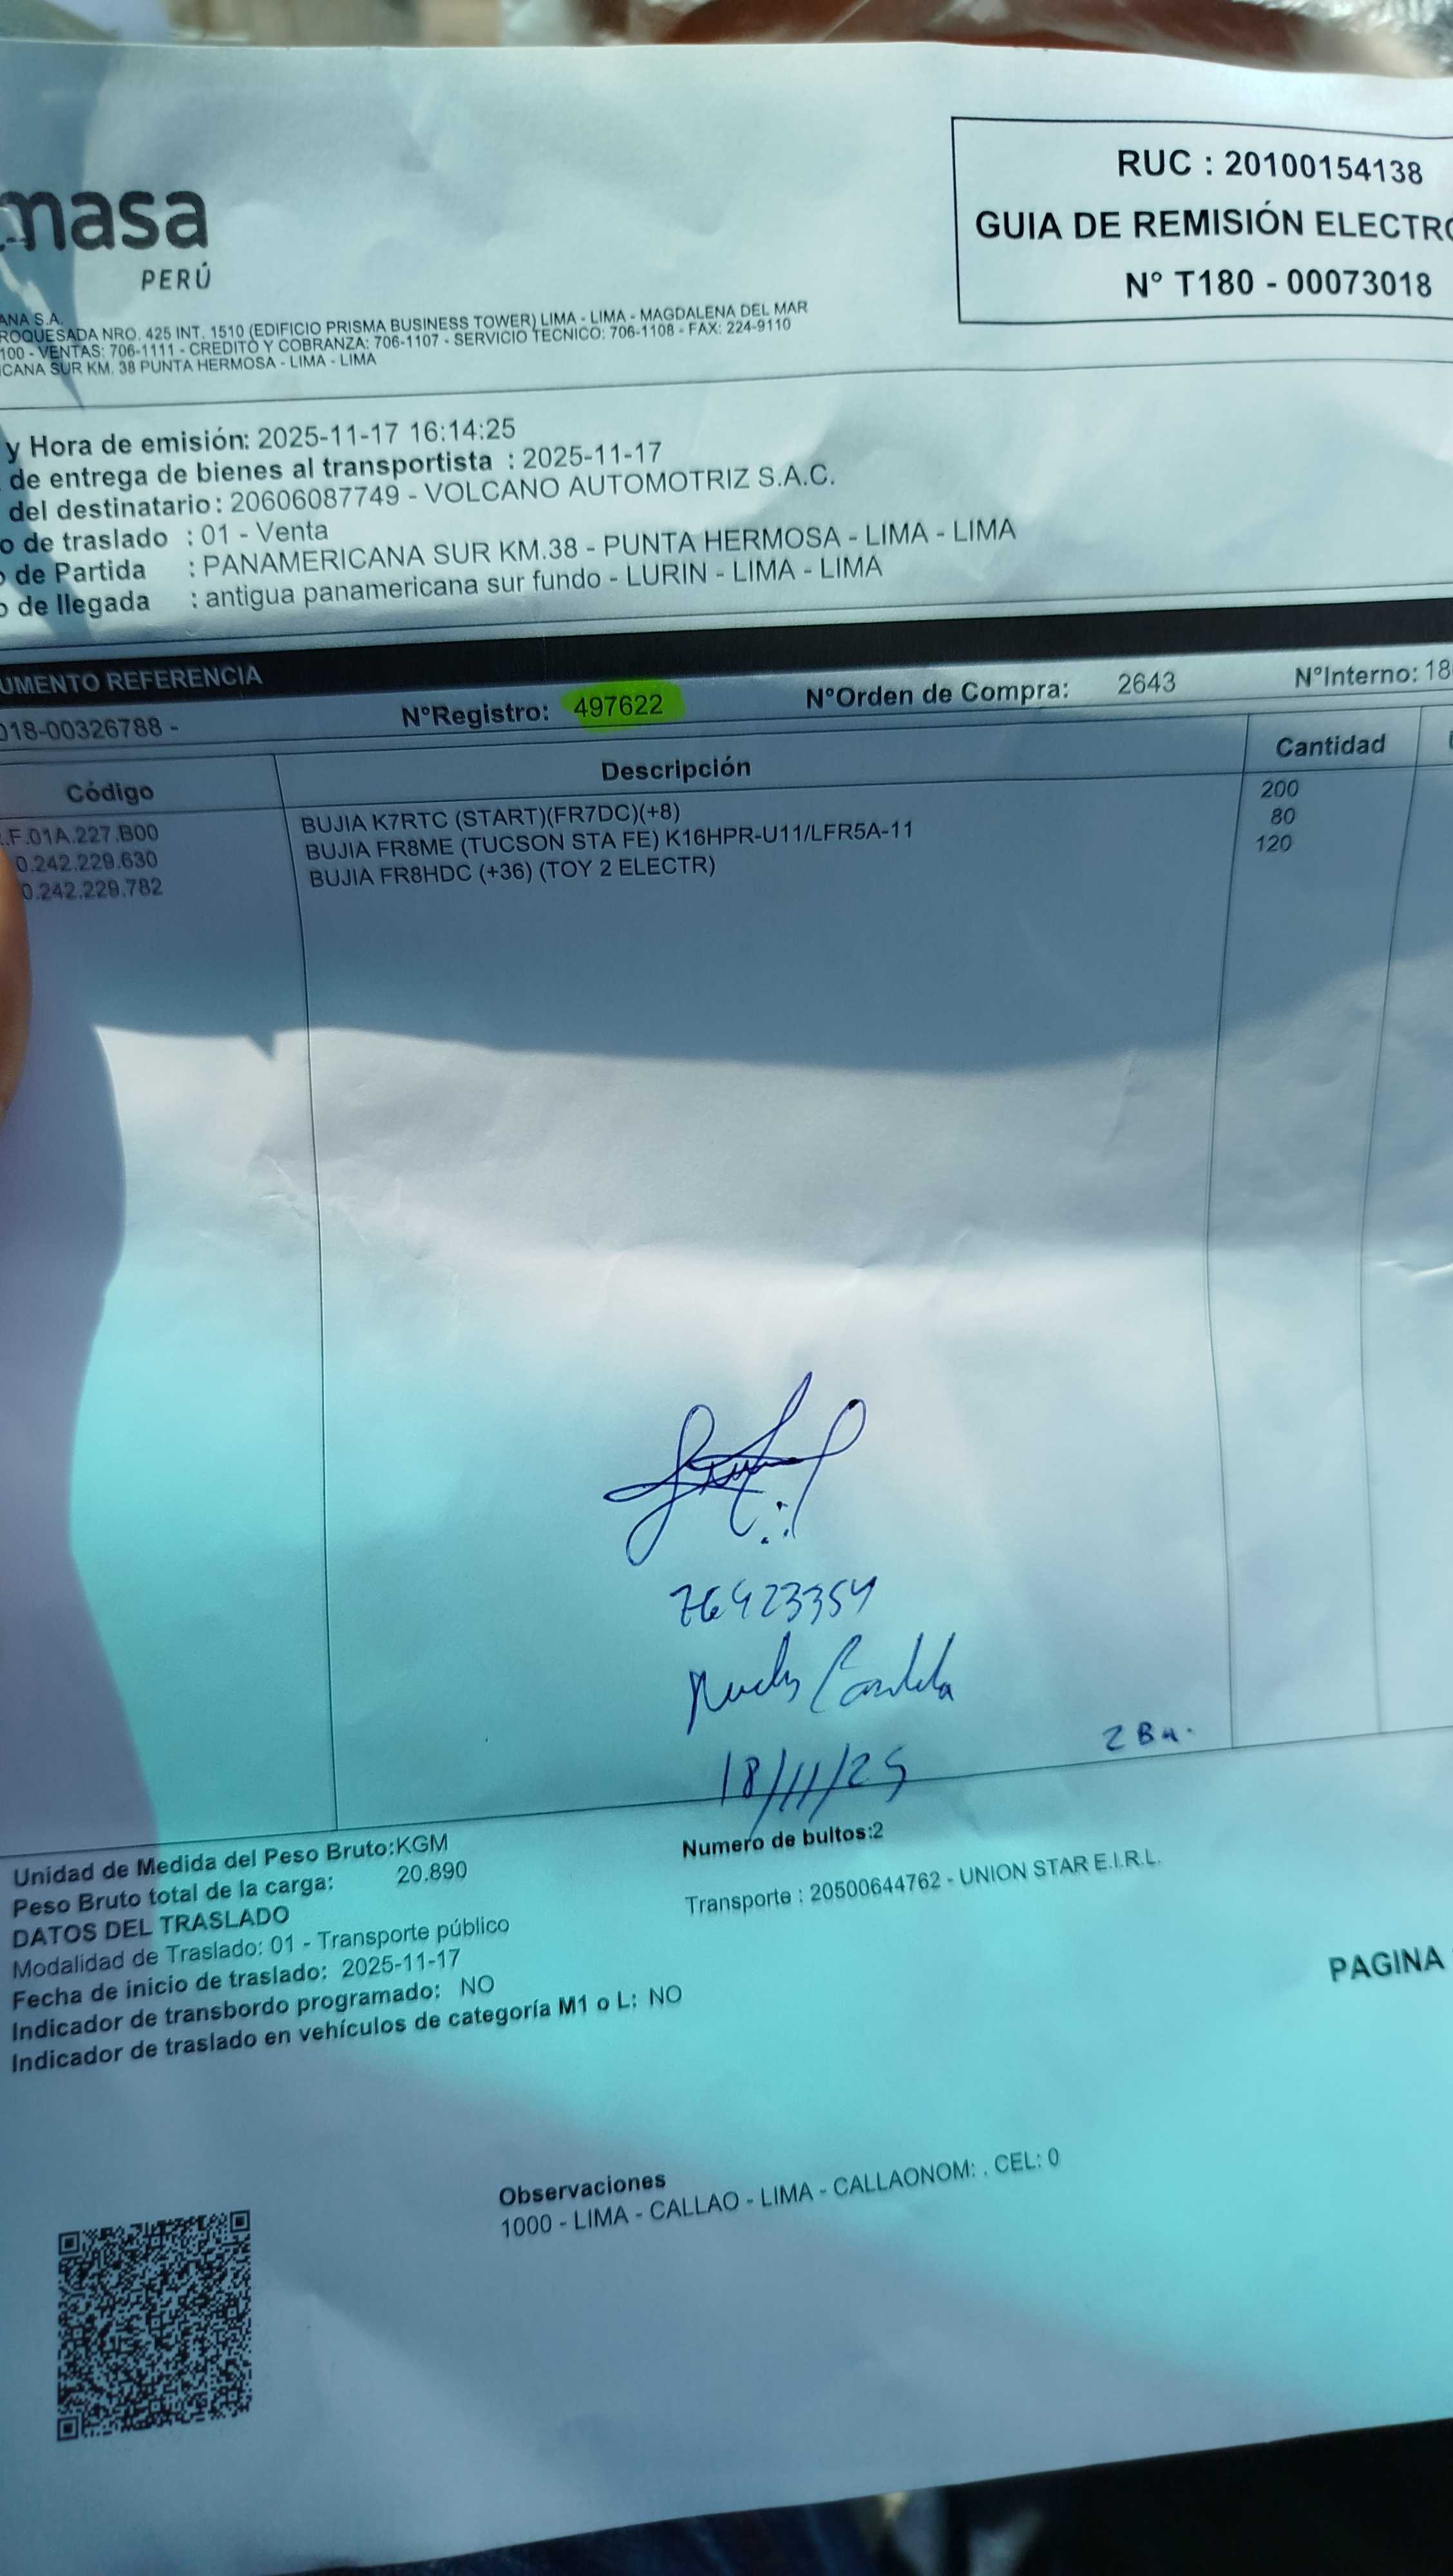 masa
PERÚ
RUC : 20100154138
GUIA DE REMISIÓN ELECTRÓ
N° T180 - 00073018
ANA S.A.
ROQUESADA NRO. 425 INT. 1510 (EDIFICIO PRISMA BUSINESS TOWER) LIMA - LIMA - MAGDALENA DEL MAR
100 - VENTAS: 706-1111 - CREDITO Y COBRANZA: 706-1107 - SERVICIO TECNICO: 706-1108 - FAX: 224-9110
CANA SUR KM. 38 PUNTA HERMOSA - LIMA - LIMA
y Hora de emisión: 2025-11-17 16:14:25
de entrega de bienes al transportista : 2025-11-17
del destinatario : 20606087749 - VOLCANO AUTOMOTRIZ S.A.C.
o de traslado : 01 - Venta
o de Partida : PANAMERICANA SUR KM.38 - PUNTA HERMOSA - LIMA - LIMA
o de llegada : antigua panamericana sur fundo - LURIN - LIMA - LIMA
UMENTO REFERENCIA
018-00326788 - N°Registro: 497622 N°Orden de Compra: 2643 N°Interno: 18
Código Descripción Cantidad
.F.01A.227.B00 BUJIA K7RTC (START)(FR7DC)(+8) 200
0.242.229.630 BUJIA FR8ME (TUCSON STA FE) K16HPR-U11/LFR5A-11 80
0.242.229.782 BUJIA FR8HDC (+36) (TOY 2 ELECTR) 120
76423354
18/11/25
Unidad de Medida del Peso Bruto:KGM
Peso Bruto total de la carga: 20.890
Numero de bultos:2
DATOS DEL TRASLADO
Transporte : 20500644762 - UNION STAR E.I.R.L.
Modalidad de Traslado: 01 - Transporte público
Fecha de inicio de traslado: 2025-11-17
Indicador de transbordo programado: NO
Indicador de traslado en vehículos de categoría M1 o L: NO
PAGINA
Observaciones
1000 - LIMA - CALLAO - LIMA - CALLAONOM: . CEL: 0